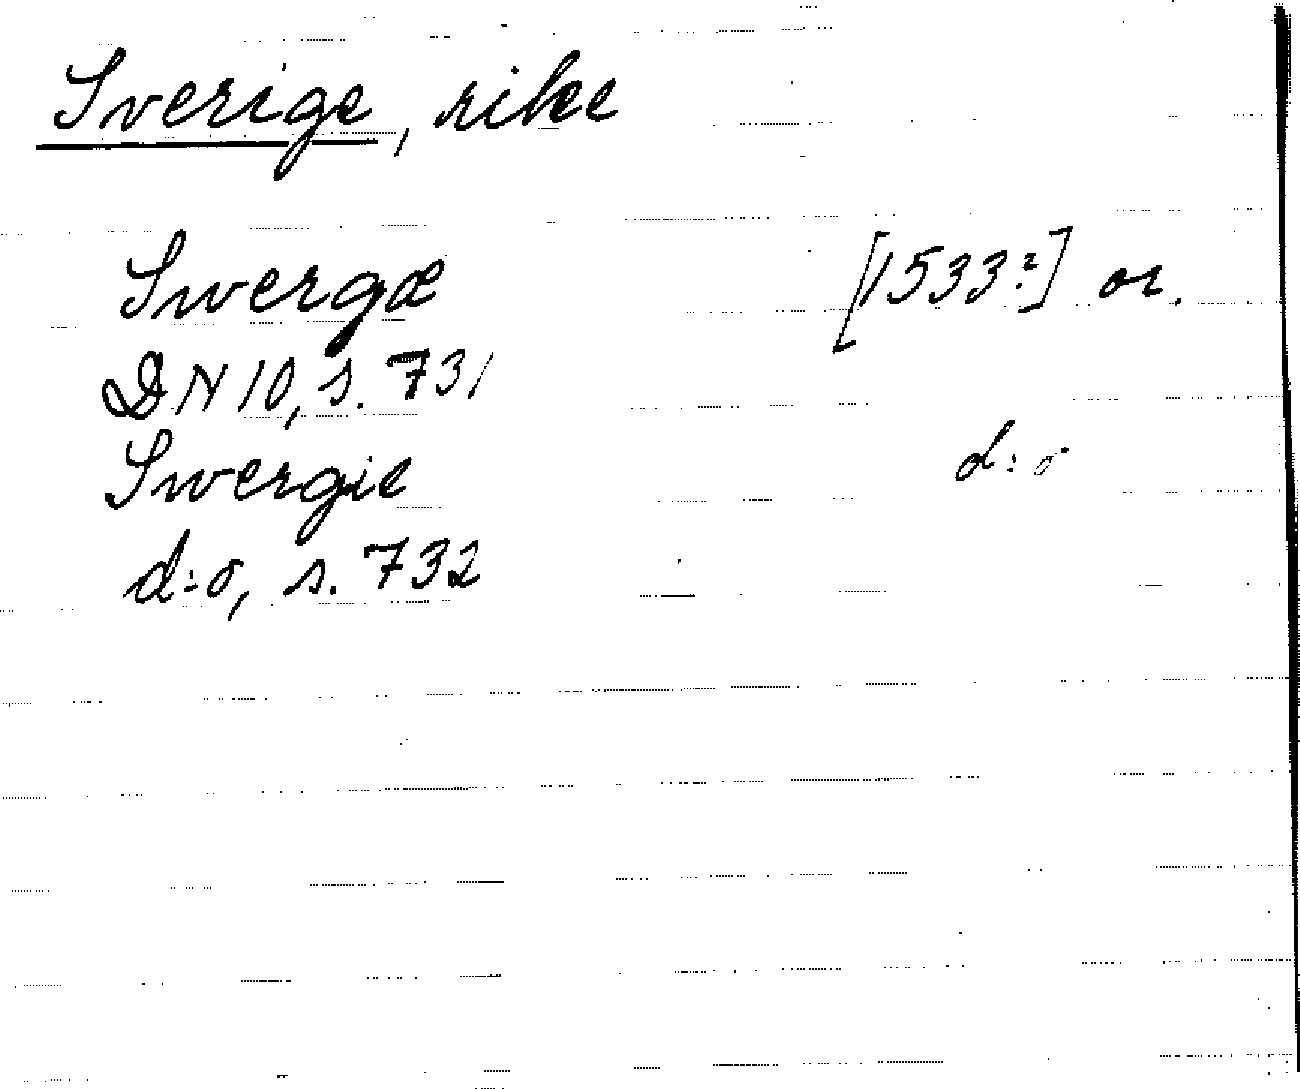 Sverige, rike
Swergæ [1533?] or.
DN 10, s. 731
Swergie d:o
d:o, s. 732